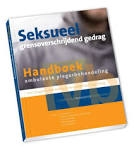 Seksueel
grensoverschrijdend gedrag
Handboek
ambulante plegerbehandeling